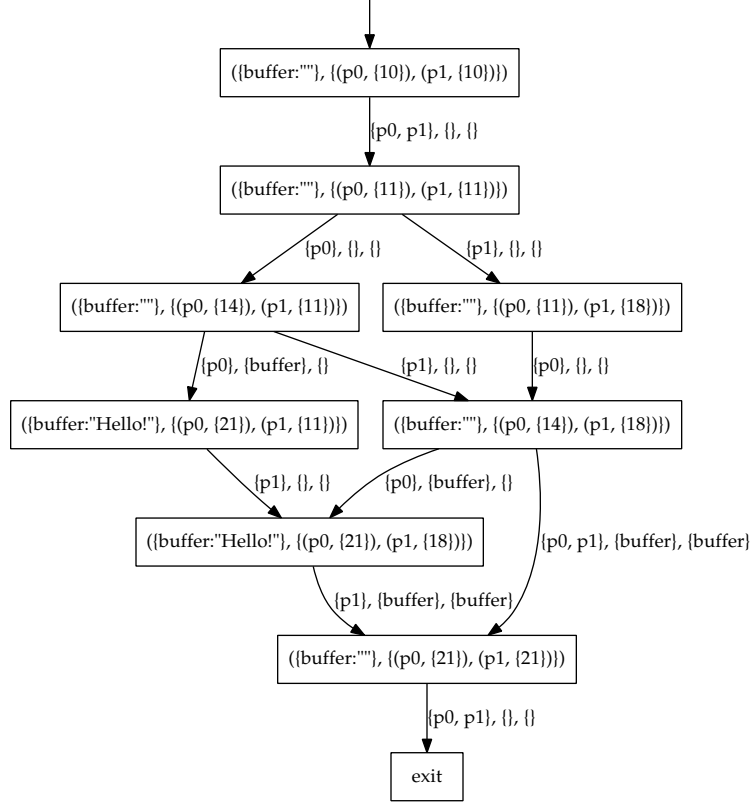 ({buffer:""}, {(p0, {10}), (p1, {10})})
{p0, p1}, {}, {}
({buffer:""}, {(p0, {11}), (p1, {11})})
{p0}, {}, {}
{p1}, {}, {}
({buffer:""}, {(p0, {14}), (p1, {11})})
({buffer:""}, {(p0, {11}), (p1, {18})})
{p0}, {buffer}, {}
{p1}, {}, {}
{p0}, {}, {}
({buffer:"Hello!"}, {(p0, {21}), (p1, {11})})
({buffer:""}, {(p0, {14}), (p1, {18})})
{p1}, {}, {}
{p0}, {buffer}, {}
({buffer:"Hello!"}, {(p0, {21}), (p1, {18})})
{p0, p1}, {buffer}, {buffer}
{p1}, {buffer}, {buffer}
({buffer:""}, {(p0, {21}), (p1, {21})})
{p0, p1}, {}, {}
exit